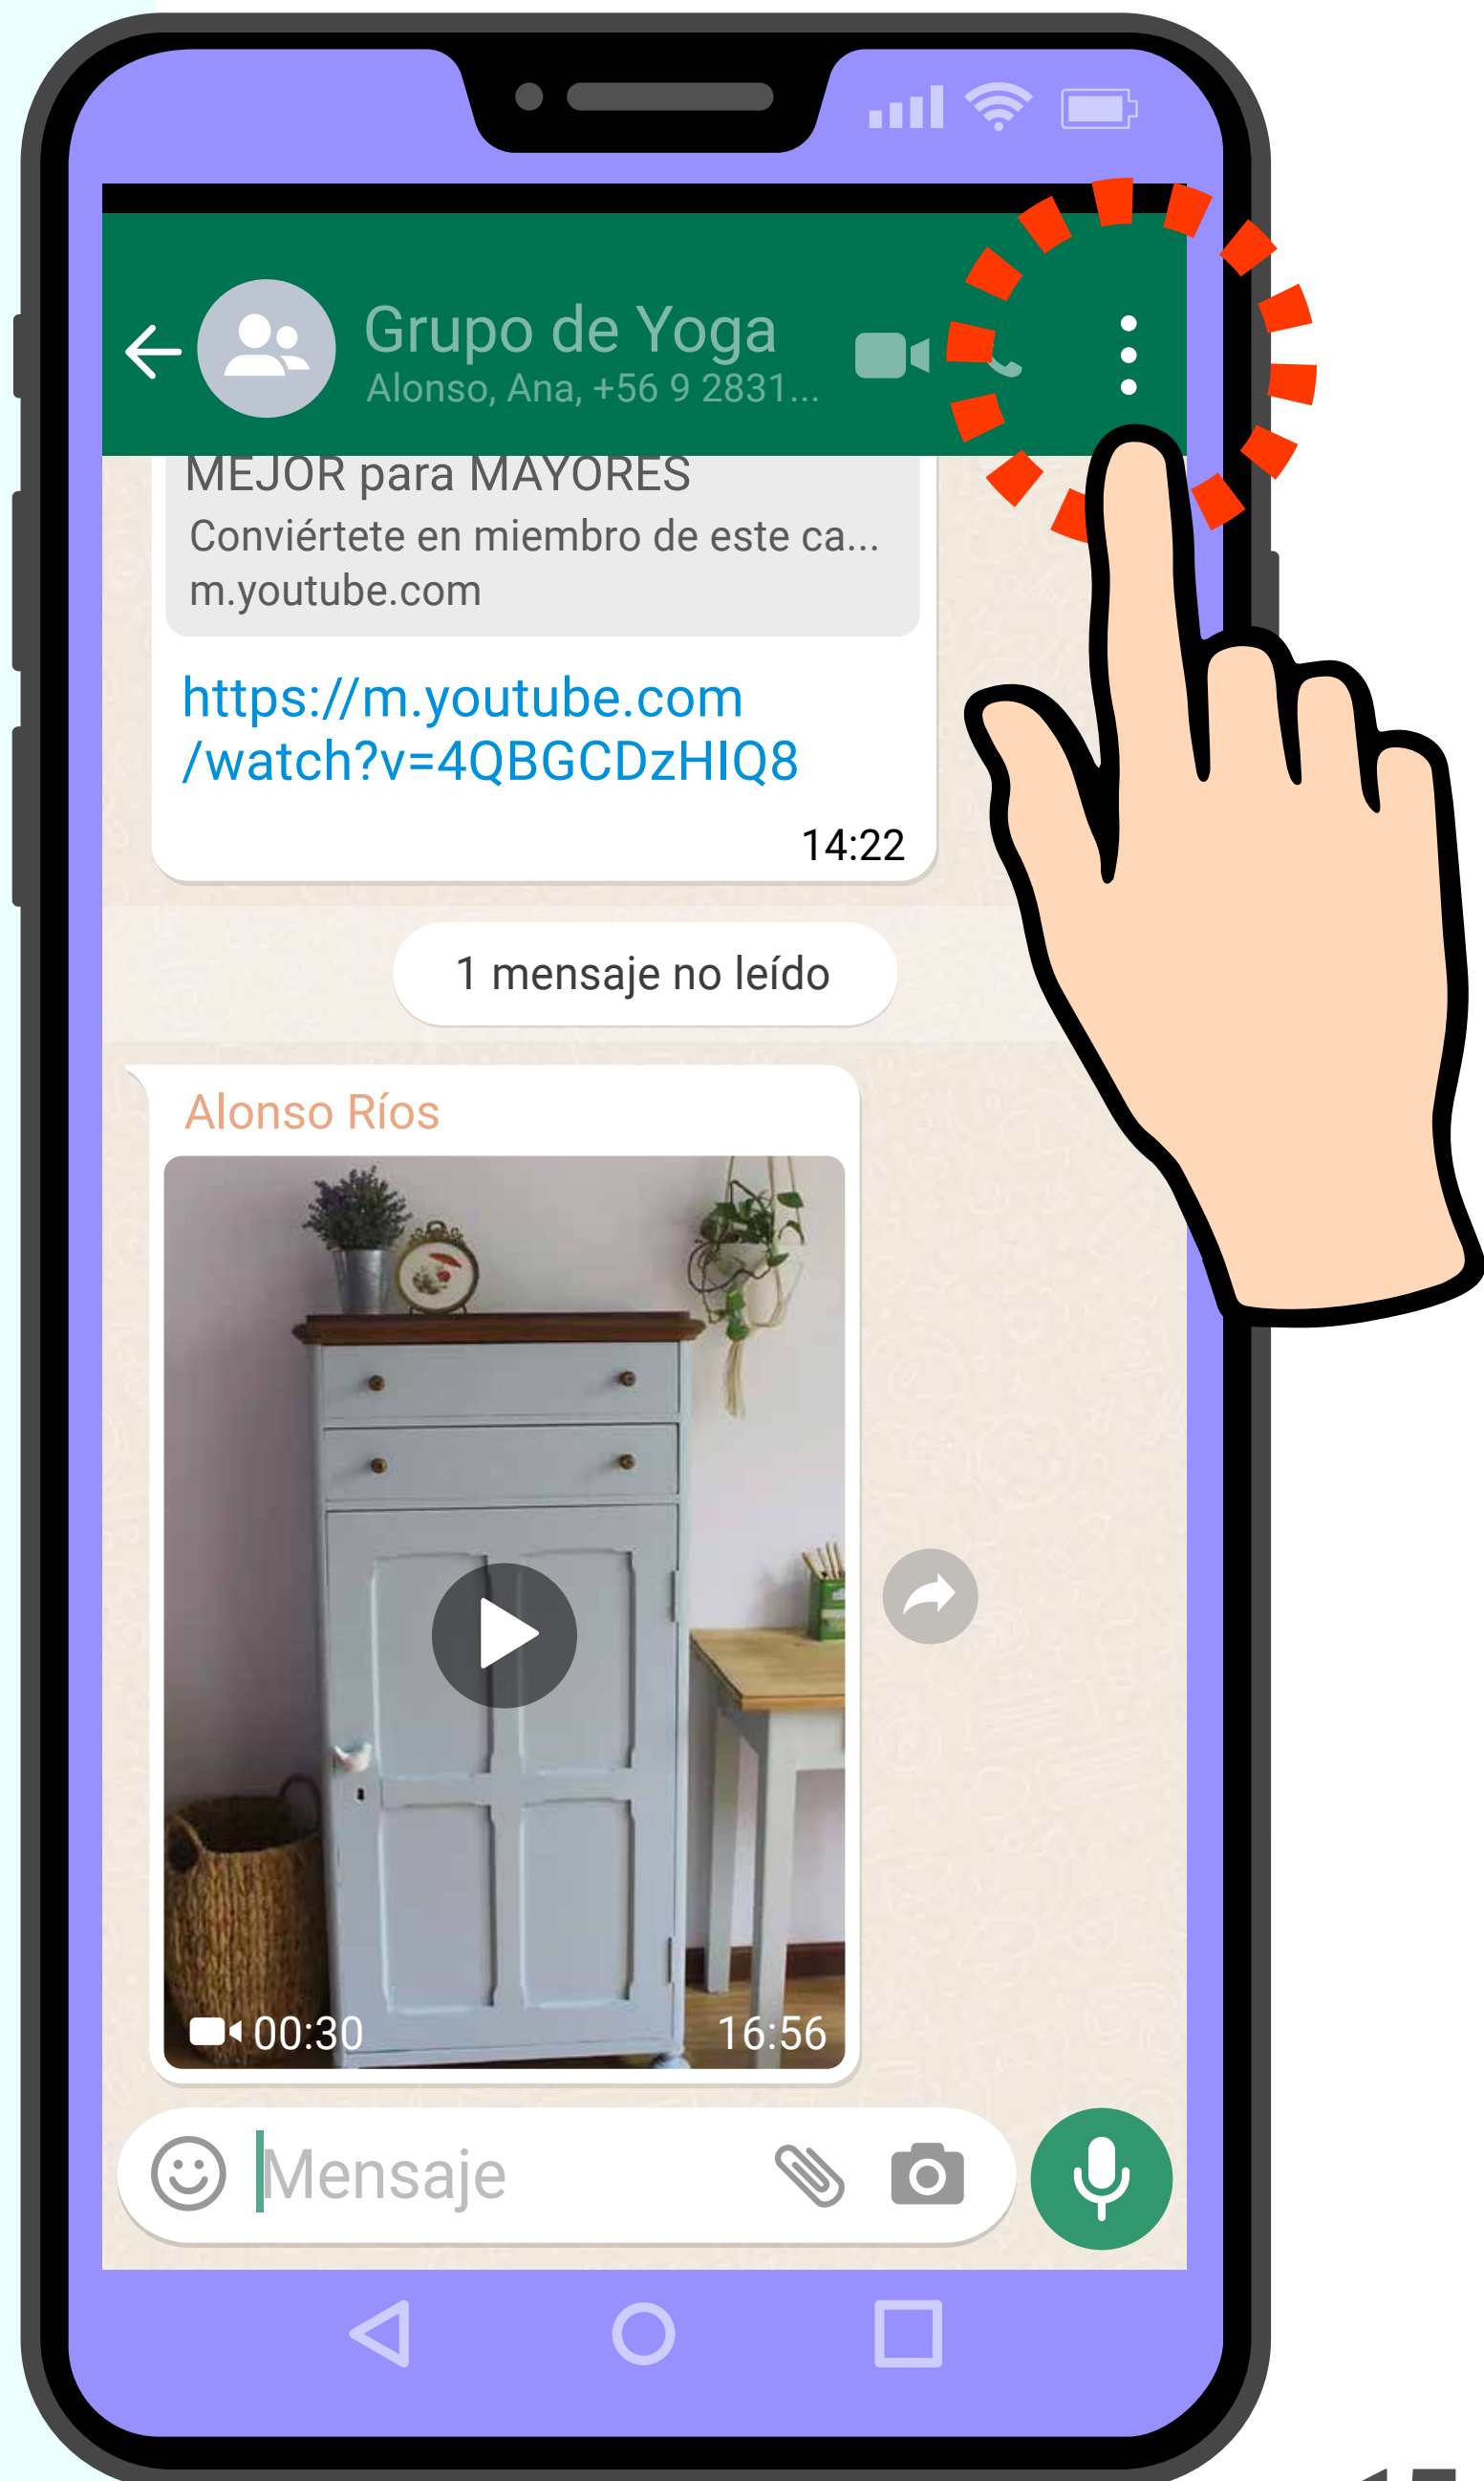 Grupo de Yoga
Alonso, Ana, +56 9 2831...
MEJOR para MAYORES
Conviértete en miembro de este ca...
m.youtube.com
https://m.youtube.com
/watch?v=4QBGCDzHIQ8
14:22
1 mensaje no leído
Alonso Ríos
00:30
16:56
Mensaje